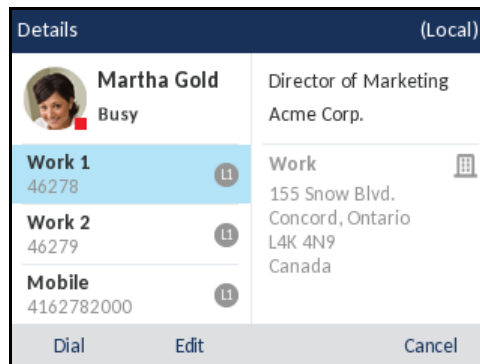 Details (Local)
Martha Gold
Busy
Director of Marketing
Acme Corp.
Work 1
46278
L1
Work 2
46279
L1
Mobile
4162782000
L1
Work
155 Snow Blvd.
Concord, Ontario
L4K 4N9
Canada
Dial Edit Cancel